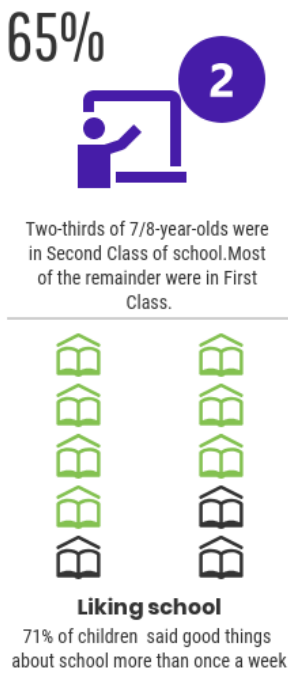 65%
2
Two-thirds of 7/8-year-olds were
in Second Class of school.Most
of the remainder were in First
Class.
Liking school
71% of children said good things
about school more than once a week